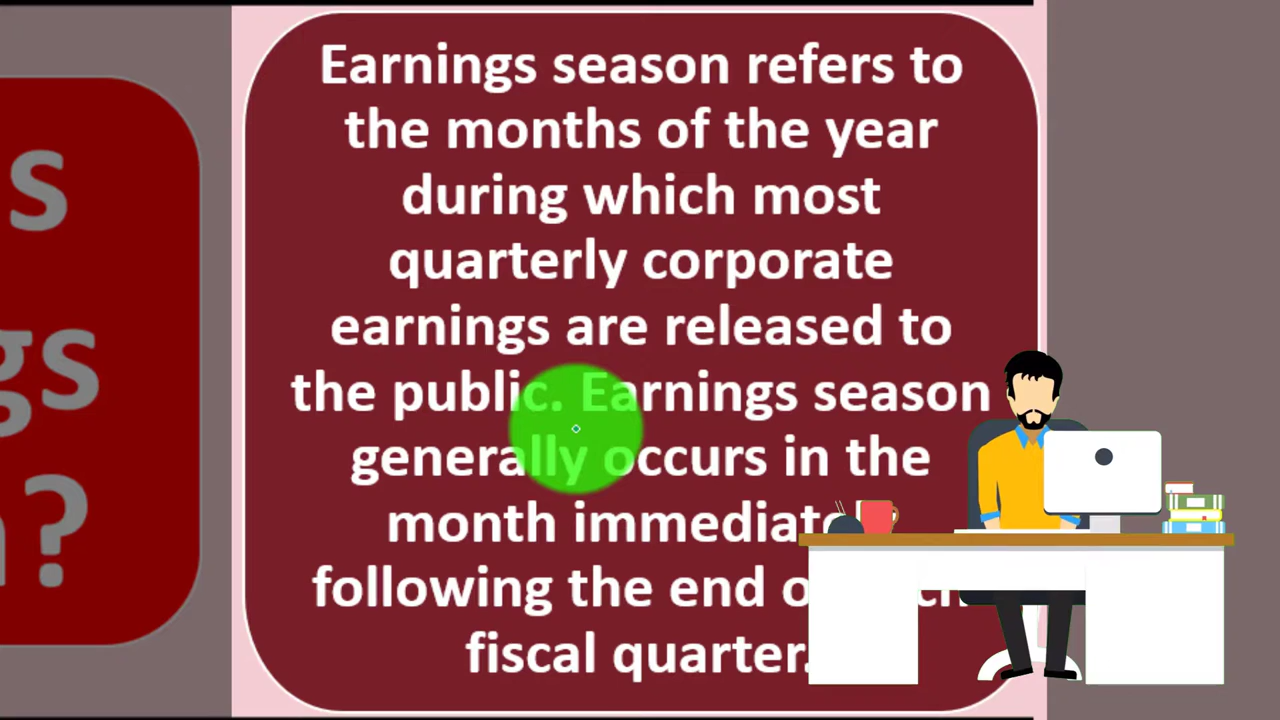 s
gs
?
Earnings season refers to
the months of the year
during which most
quarterly corporate
earnings are released to
the public. Earnings season
generally occurs in the
month
following the end
fiscal quarter.